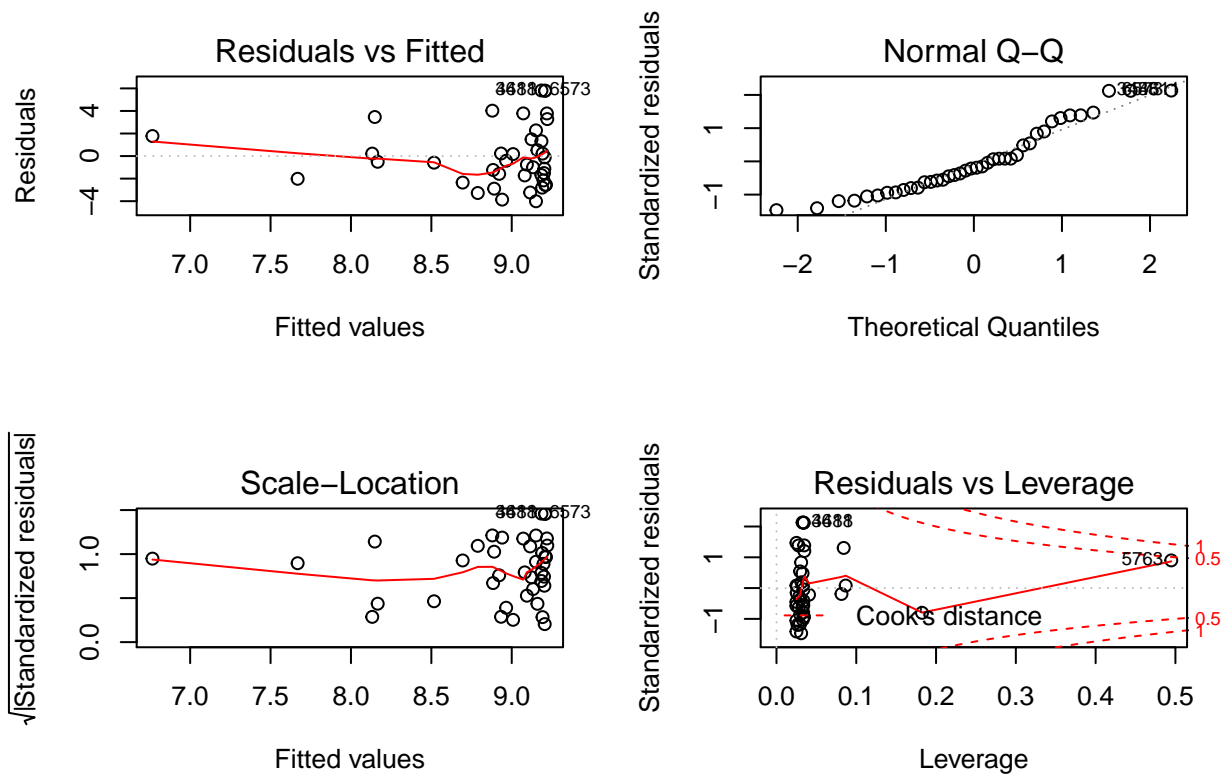 Residuals vs Fitted
Residuals
4
0
−4
7.0 7.5 8.0 8.5 9.0
Fitted values
6573
Normal Q−Q
Standardized residuals
1
−1
−2 −1 0 1 2
Theoretical Quantiles
Scale−Location
√|Standardized residuals|
1.0
0.0
6573
7.0 7.5 8.0 8.5 9.0
Fitted values
Residuals vs Leverage
Standardized residuals
1
−1
5763
Cook's distance
1
0.5
0.5
1
0.0 0.1 0.2 0.3 0.4 0.5
Leverage